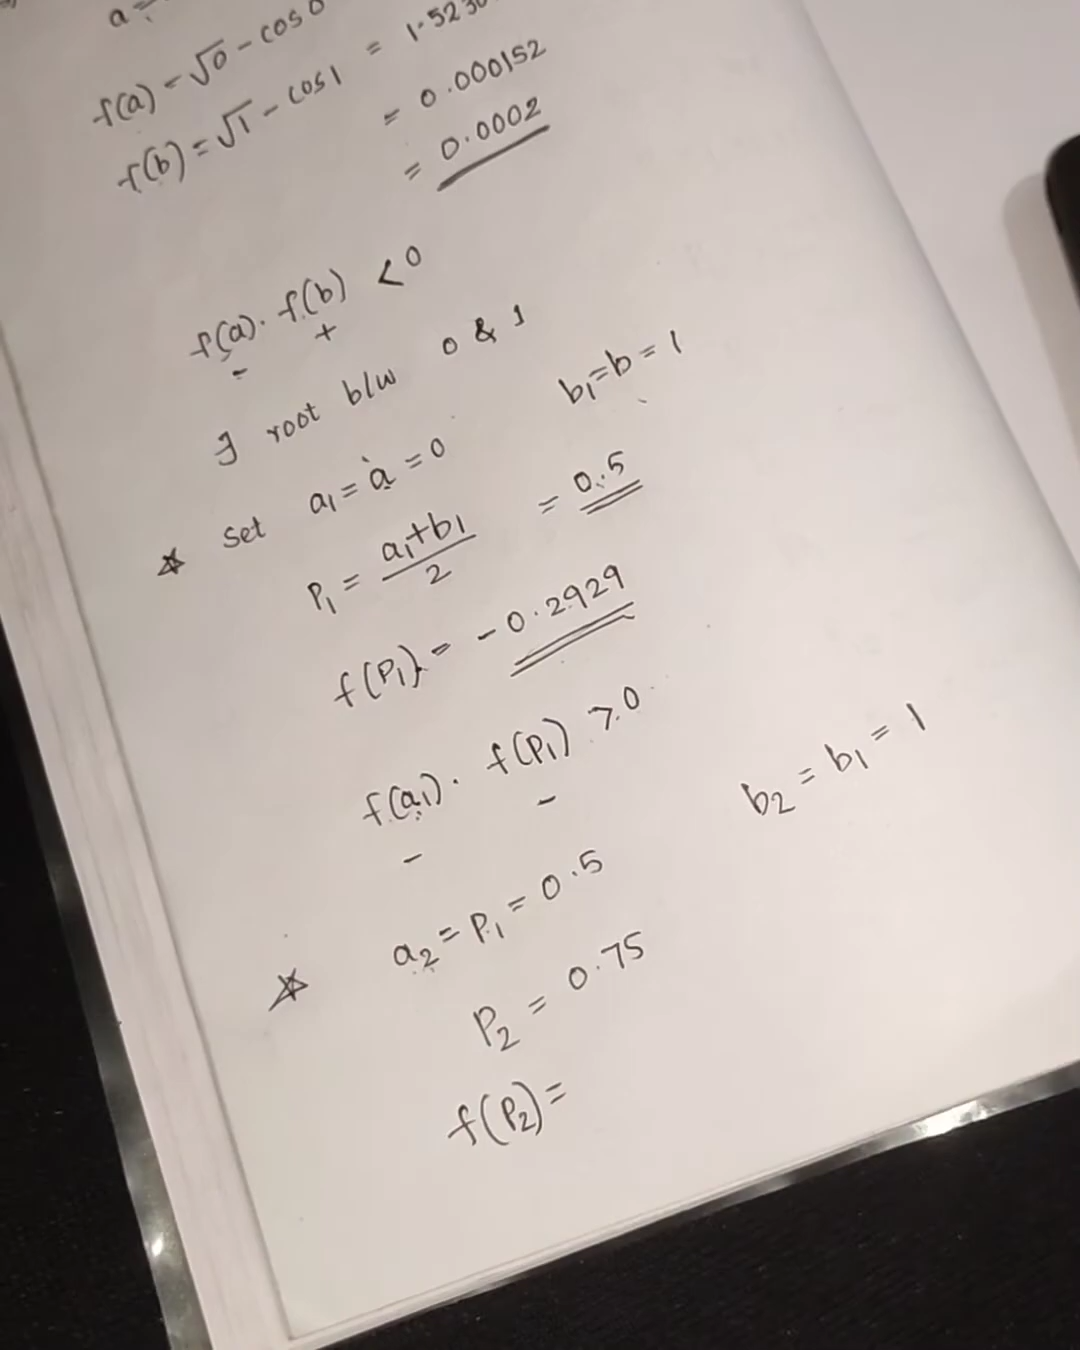 a =
f(a) = √0 - cos 0
f(b) = √1 - cos 1 = 1.523
= 0.000152
= 0.0002
f(a). f(b) < 0
- +
∃ root b/w 0 & 1
* Set a₁ = a = 0 b₁ = b = 1
P₁ = a₁+b₁/2 = 0.5
f(P₁) = - 0.2929
f(a₁). f(P₁) > 0
- -
* a₂ = P₁ = 0.5 b₂ = b₁ = 1
P₂ = 0.75
f(P₂) =